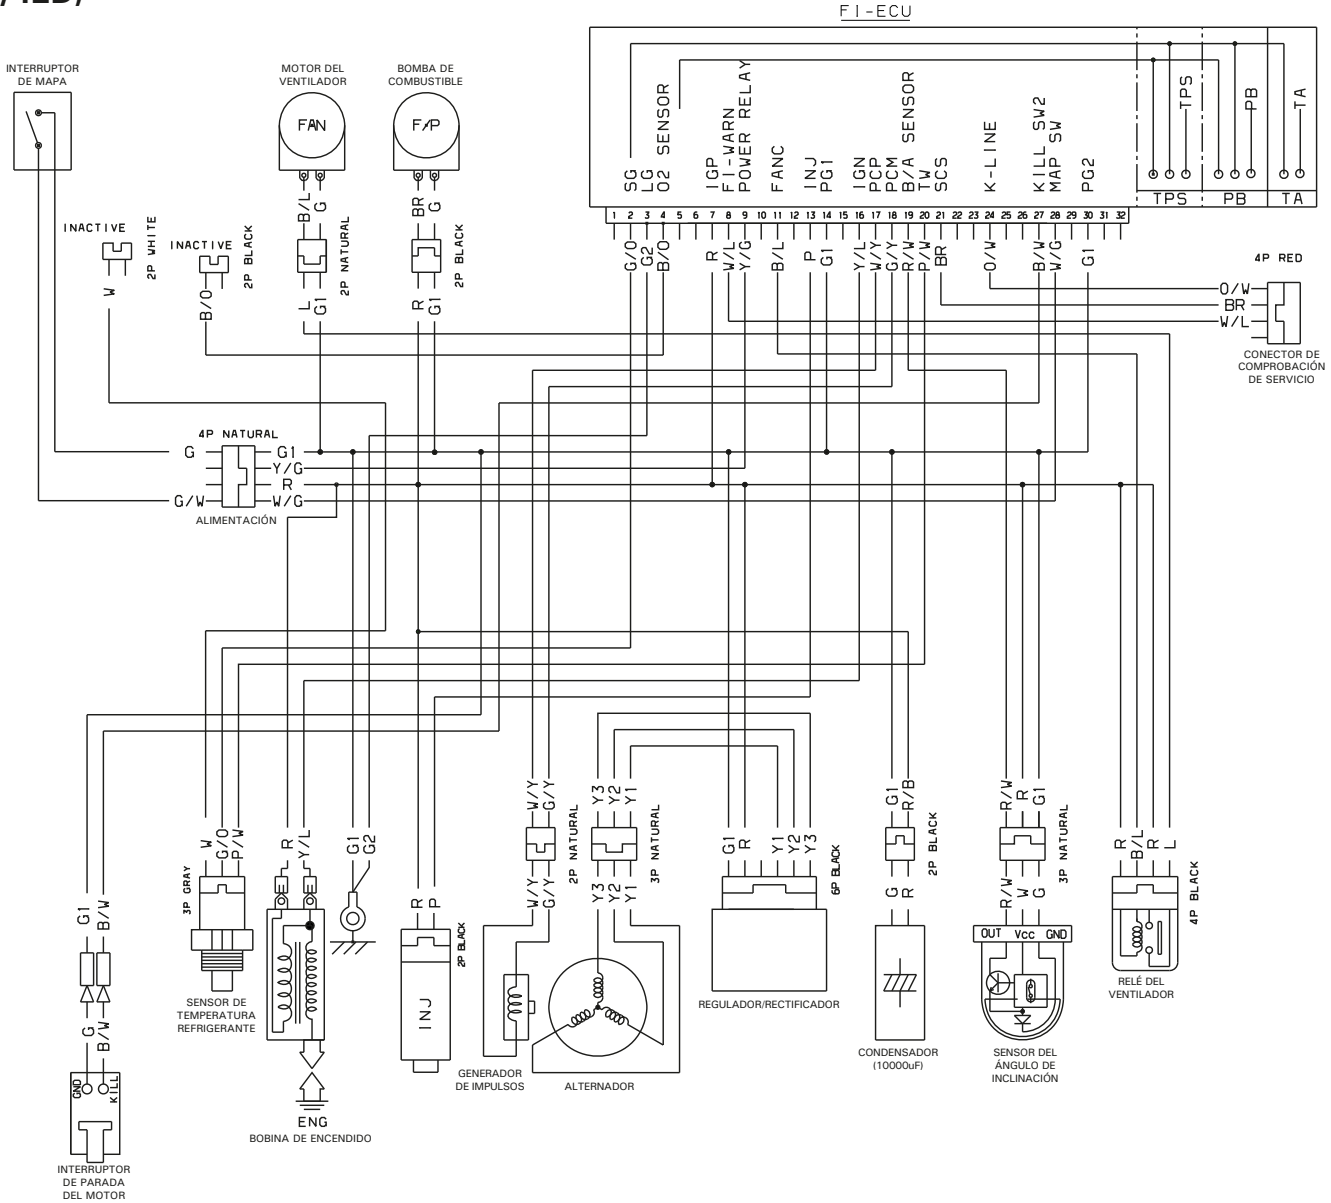 FI-ECU
INTERRUPTOR
DE MAPA
MOTOR DEL
VENTILADOR
BOMBA DE
COMBUSTIBLE
FAN
F/P
SG
LG
O2 SENSOR
IGP
FI-WARN
POWER RELAY
FANC
INJ
PG1
IGN
PCP
PCM
B/A SENSOR
TW
SCS
K-LINE
KILL SW2
MAP SW
PG2
TPS
PB
TA
TPS
PB
TA
1 2 3 4 5 6 7 8 9 10 11 12 13 14 15 16 17 18 19 20 21 22 23 24 25 26 27 28 29 30 31 32
G/O
G2
B/O
R
W/L
Y/G
B/L
P
G1
Y/L
W/Y
G/Y
R/W
P/W
BR
O/W
B/W
W/G
G1
INACTIVE
2P WHITE
W
INACTIVE
2P BLACK
B/O
B/L
G
2P NATURAL
L
G1
BR
G
2P BLACK
R
G1
4P RED
O/W
BR
W/L
CONECTOR DE
COMPROBACIÓN
DE SERVICIO
4P NATURAL
G
G1
Y/G
R
G/W
W/G
ALIMENTACIÓN
G1
B/W
G
B/W
GND
KILL
INTERRUPTOR
DE PARADA
DEL MOTOR
W
G/O
P/W
3P GRAY
SENSOR DE
TEMPERATURA
REFRIGERANTE
R
Y/L
ENG
BOBINA DE ENCENDIDO
G1
G2
R
P
2P BLACK
INJ
W/Y
G/Y
2P NATURAL
W/Y
G/Y
GENERADOR
DE IMPULSOS
Y3
Y2
Y1
3P NATURAL
Y3
Y2
Y1
ALTERNADOR
G1
R
Y1
Y2
Y3
6P BLACK
REGULADOR/RECTIFICADOR
G1
R/B
2P BLACK
G
R
CONDENSADOR
(10000uF)
R/W
R
G1
3P NATURAL
R/W
W
G
OUT
Vcc
GND
SENSOR DEL
ÁNGULO DE
INCLINACIÓN
R
B/L
R
L
4P BLACK
RELÉ DEL
VENTILADOR